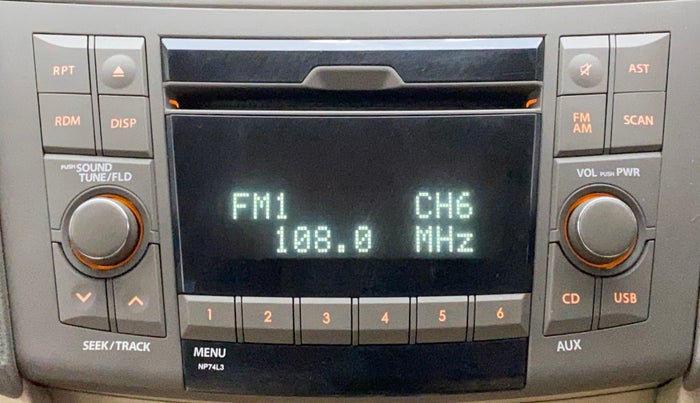 RPT
AST
RDM
DISP
FM
AM
SCAN
PUSH SOUND
TUNE/FLD
VOL PUSH PWR
FM1 CH6
108.0 MHz
CD
USB
1 2 3 4 5 6
SEEK/TRACK
MENU
AUX
NP74L3